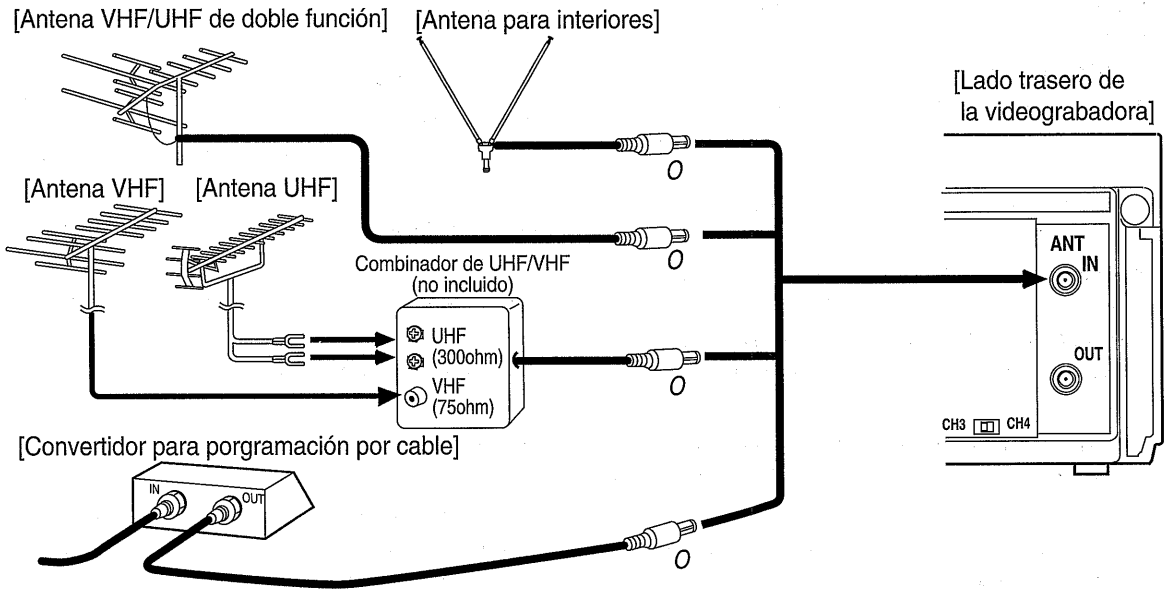 [Antena VHF/UHF de doble función]
[Antena para interiores]
[Lado trasero de
la videograbadora]
O
[Antena VHF]
[Antena UHF]
O
ANT
IN
Combinador de UHF/VHF
(no incluido)
UHF
(300ohm)
VHF
(75ohm)
O
OUT
CH3
CH4
[Convertidor para porgramación por cable]
IN
OUT
O